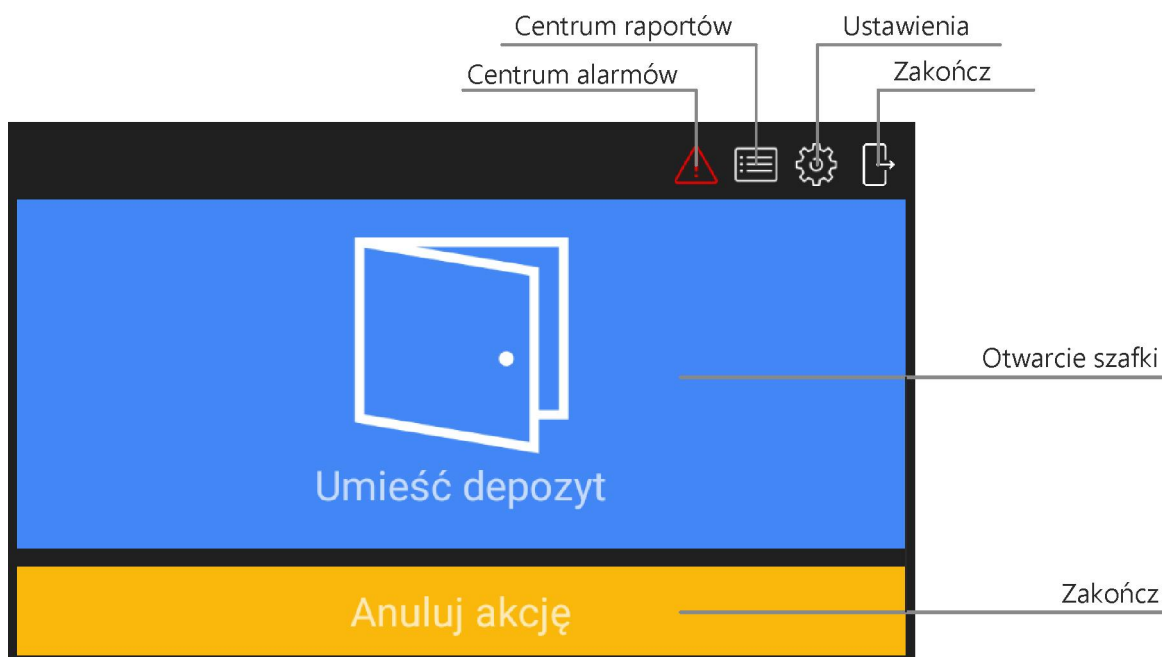 Centrum raportów
Ustawienia
Centrum alarmów
Zakończ
Otwarcie szafki
Umieść depozyt
Anuluj akcję
Zakończ